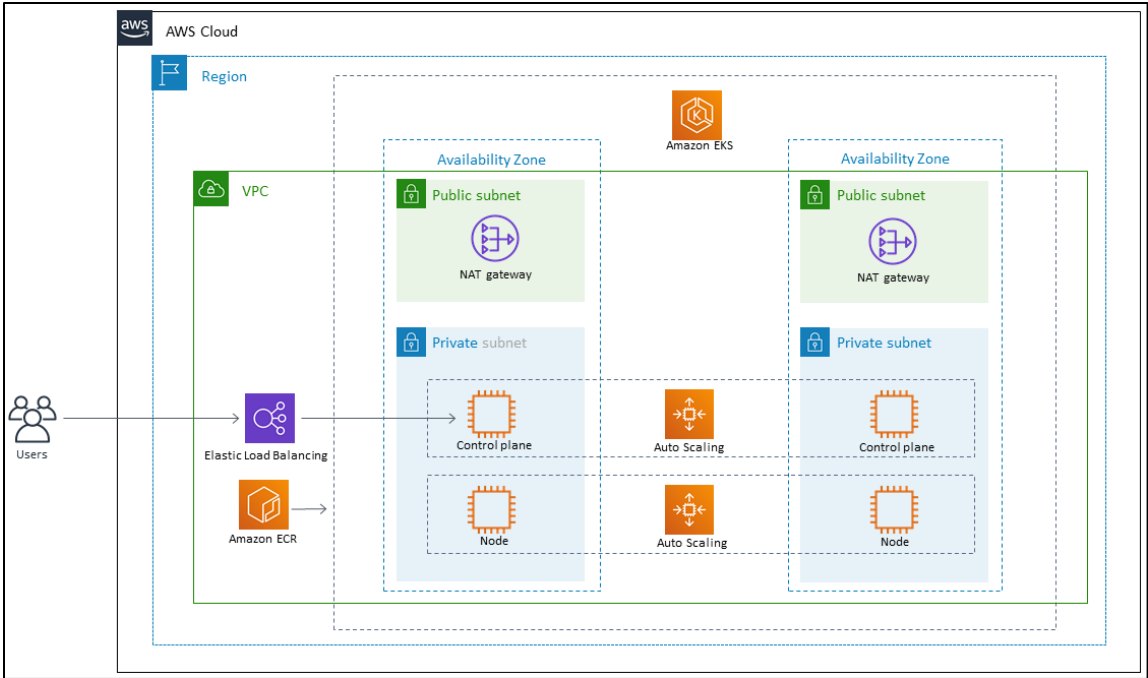 aws
AWS Cloud
Region
Amazon EKS
Availability Zone
Availability Zone
VPC
Public subnet
Public subnet
NAT gateway
NAT gateway
Private subnet
Private subnet
Users
Elastic Load Balancing
Control plane
Auto Scaling
Control plane
Amazon ECR
Node
Auto Scaling
Node